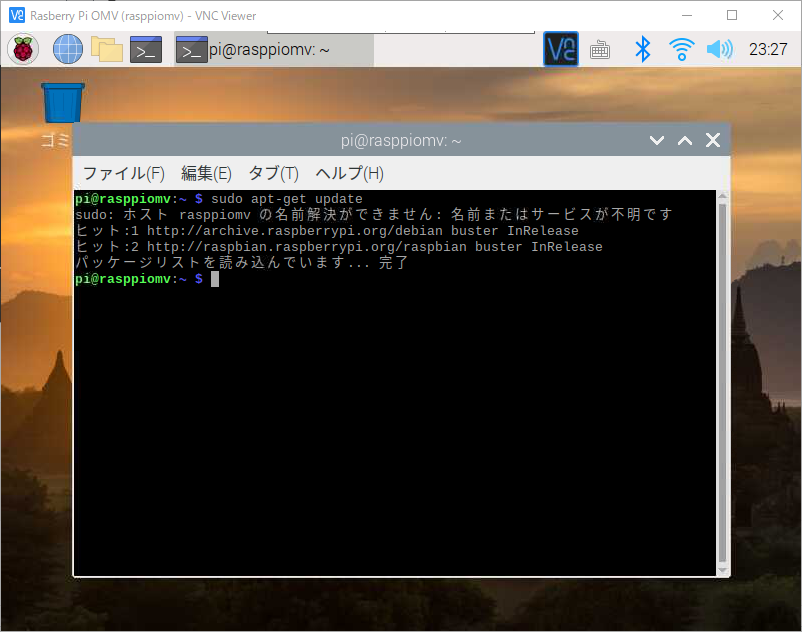 Rasberry Pi OMV (rasppiomv) - VNC Viewer
pi@rasppiomv: ~
23:27
ゴミ
pi@rasppiomv: ~
ファイル(F) 編集(E) タブ(T) ヘルプ(H)
pi@rasppiomv:~ $ sudo apt-get update
sudo: ホスト rasppiomv の名前解決ができません: 名前またはサービスが不明です
ヒット:1 http://archive.raspberrypi.org/debian buster InRelease
ヒット:2 http://raspbian.raspberrypi.org/raspbian buster InRelease
パッケージリストを読み込んでいます... 完了
pi@rasppiomv:~ $